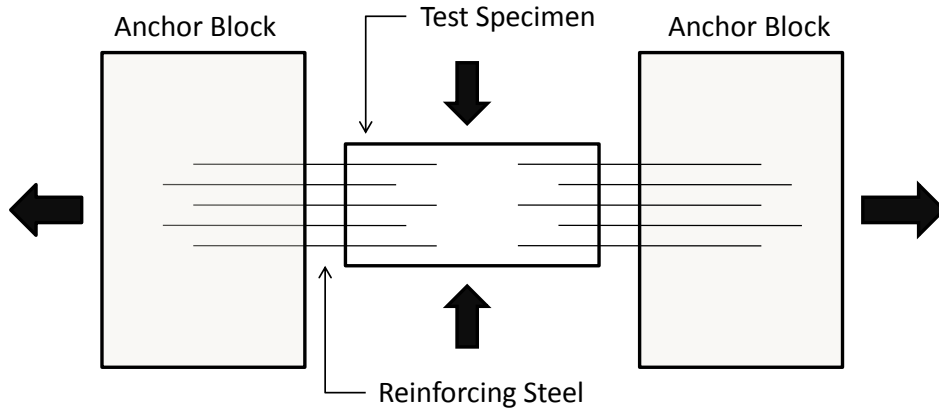 Test Specimen
Anchor Block
Anchor Block
Reinforcing Steel